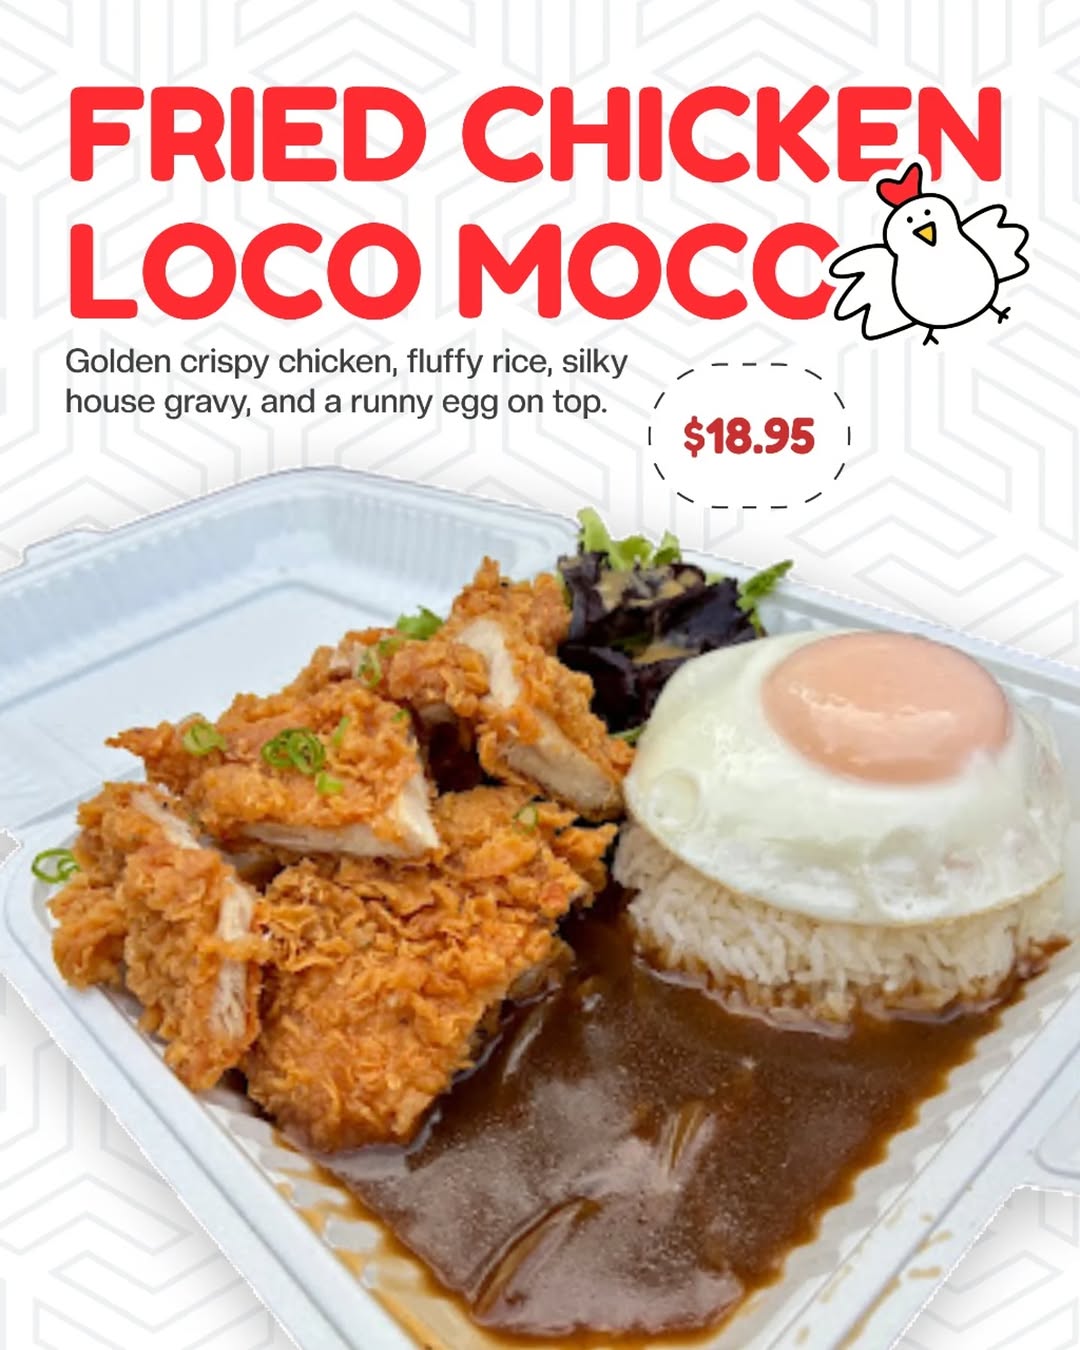 FRIED CHICKEN
LOCO MOCO
Golden crispy chicken, fluffy rice, silky
house gravy, and a runny egg on top.
$18.95